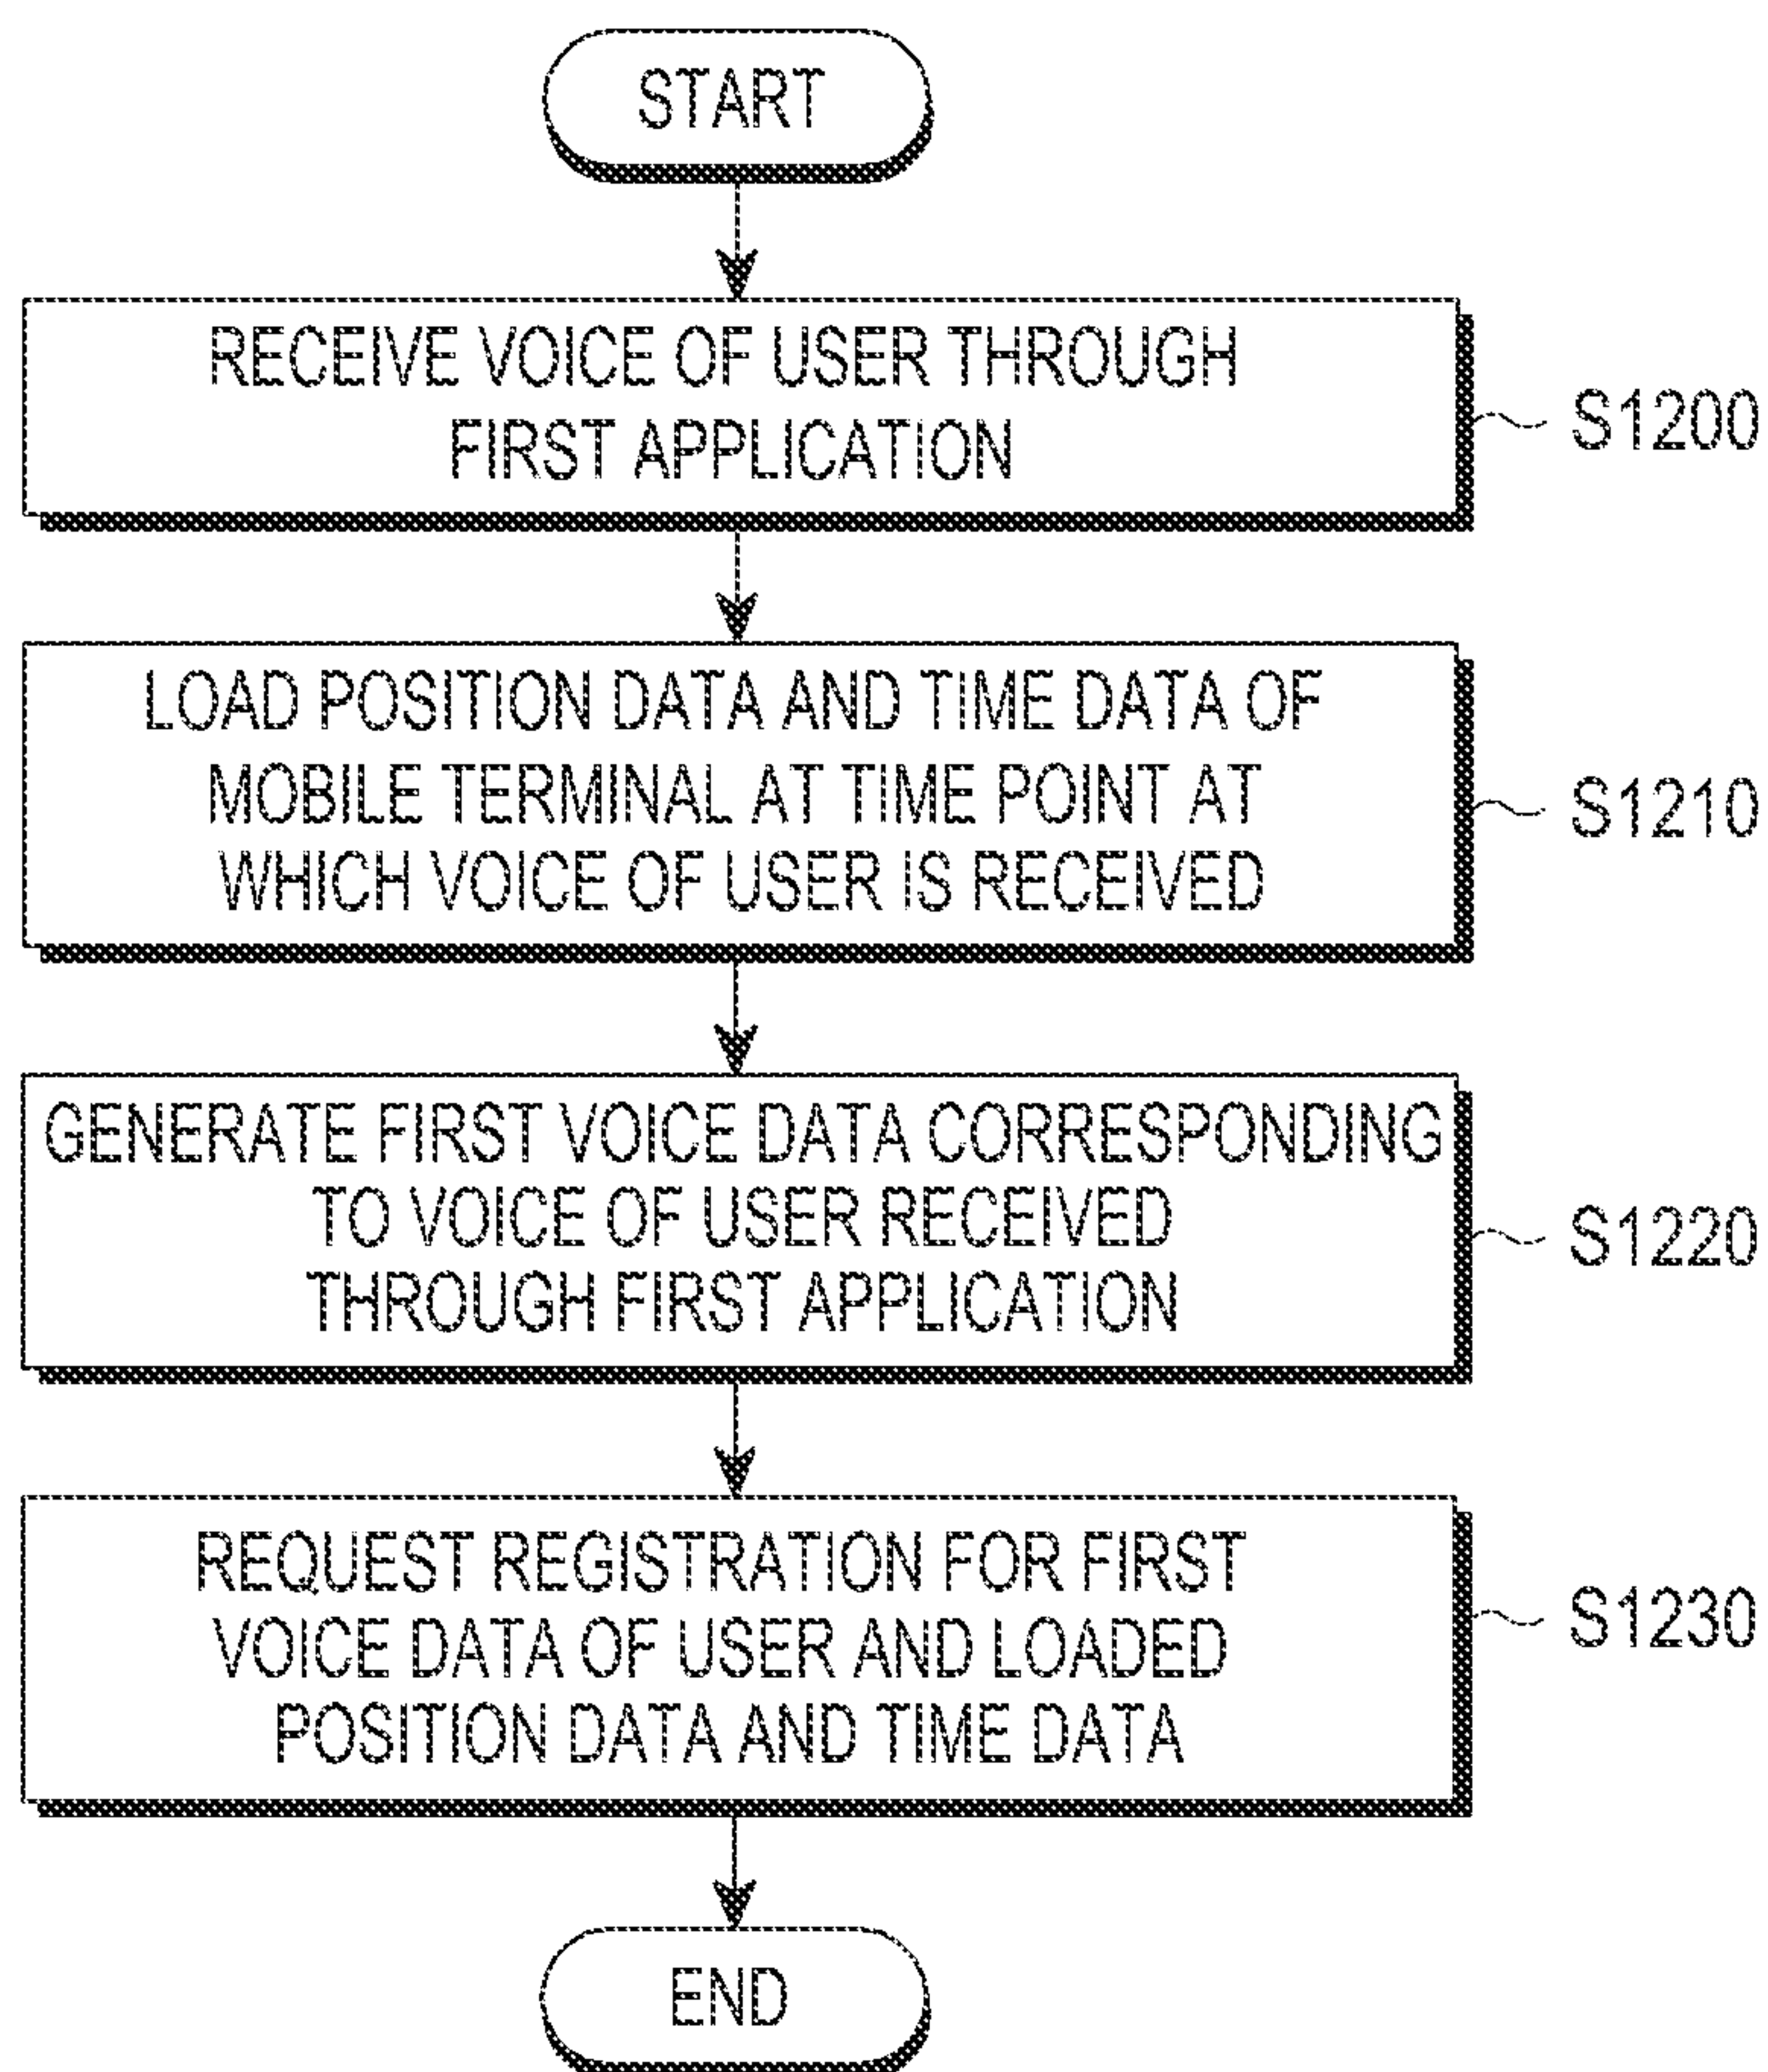 START
RECEIVE VOICE OF USER THROUGH
FIRST APPLICATION
S1200
LOAD POSITION DATA AND TIME DATA OF
MOBILE TERMINAL AT TIME POINT AT
WHICH VOICE OF USER IS RECEIVED
S1210
GENERATE FIRST VOICE DATA CORRESPONDING
TO VOICE OF USER RECEIVED
THROUGH FIRST APPLICATION
S1220
REQUEST REGISTRATION FOR FIRST
VOICE DATA OF USER AND LOADED
POSITION DATA AND TIME DATA
S1230
END